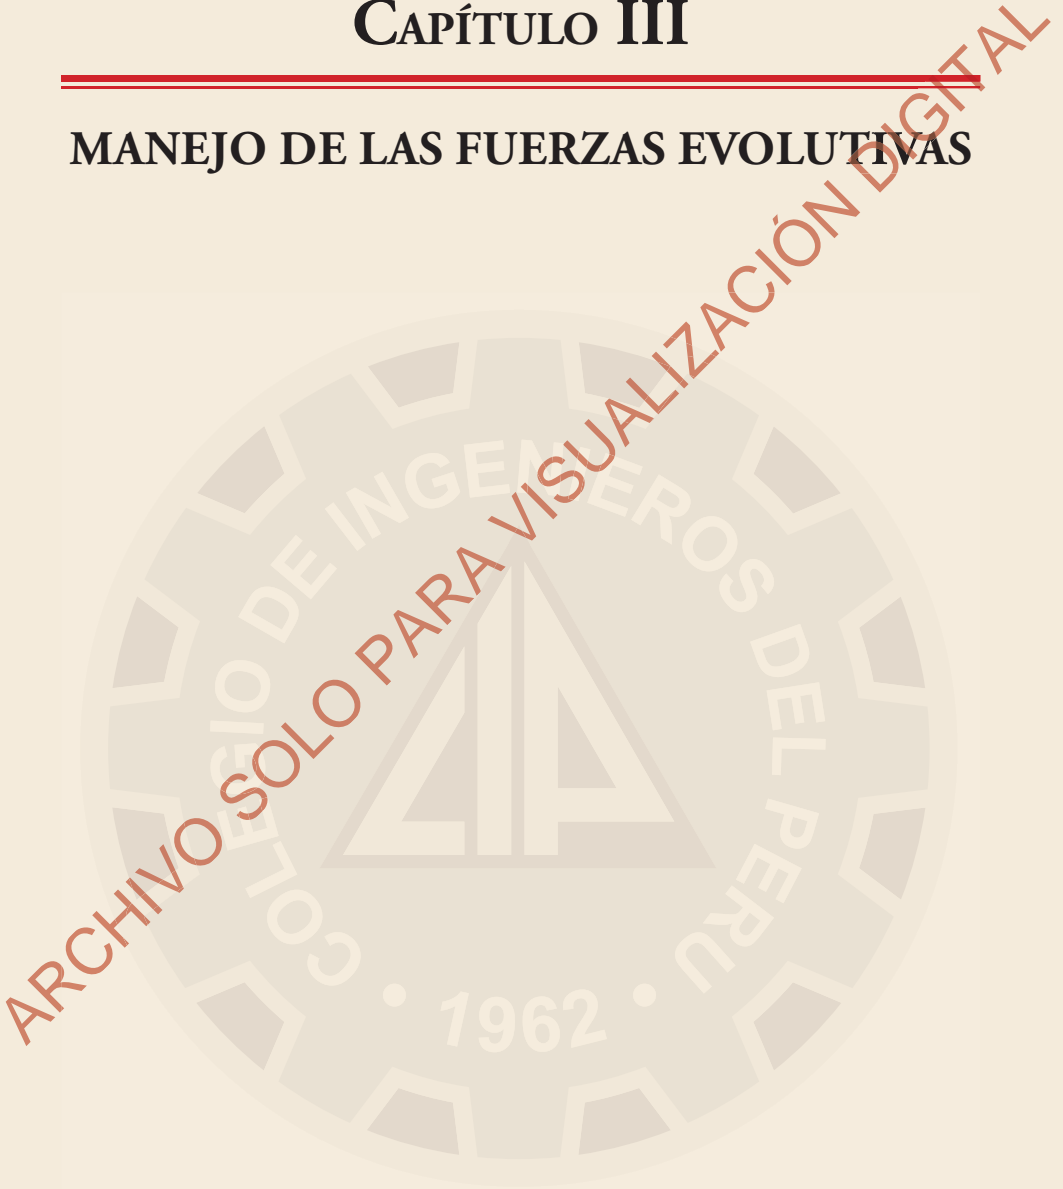 CAPÍTULO III
MANEJO DE LAS FUERZAS EVOLUTIVAS
ARCHIVO SOLO PARA VISUALIZACIÓN DIGITAL
COLEGIO DE INGENIEROS DEL PERU
• 1962 •